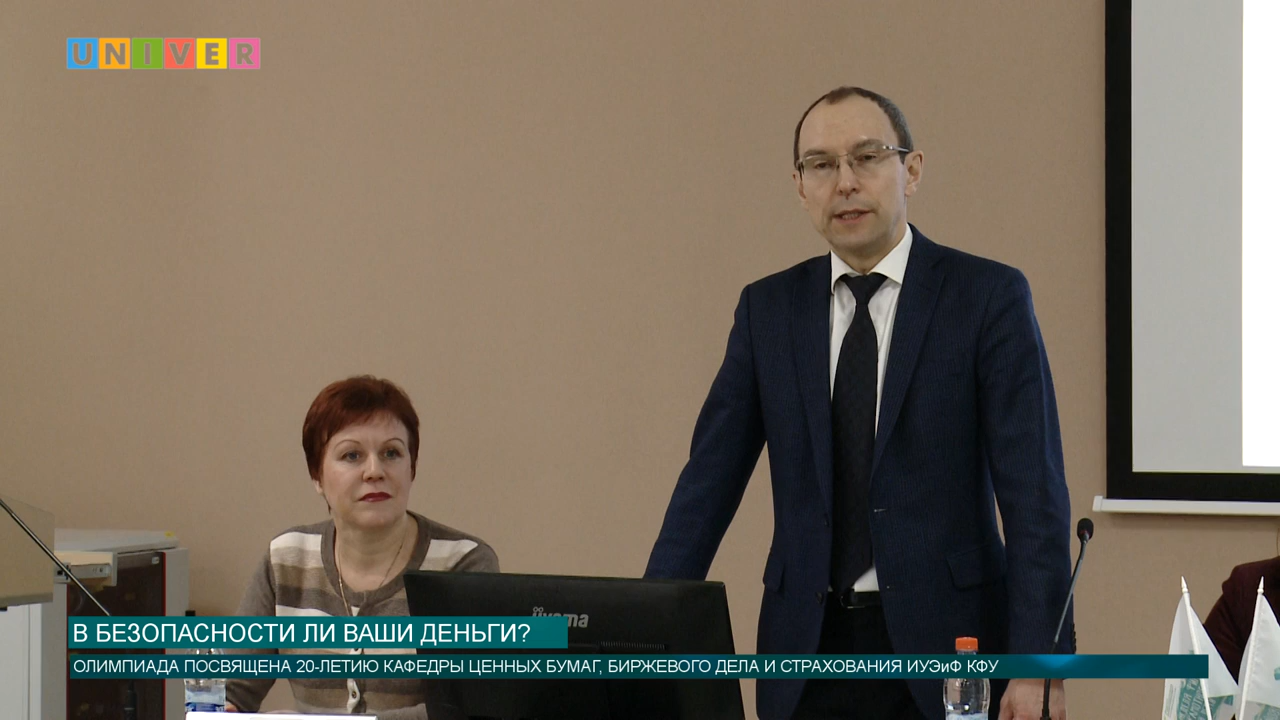 UNIVER
iiyama
В БЕЗОПАСНОСТИ ЛИ ВАШИ ДЕНЬГИ?
ОЛИМПИАДА ПОСВЯЩЕНА 20-ЛЕТИЮ КАФЕДРЫ ЦЕННЫХ БУМАГ, БИРЖЕВОГО ДЕЛА И СТРАХОВАНИЯ ИУЭиФ КФУ